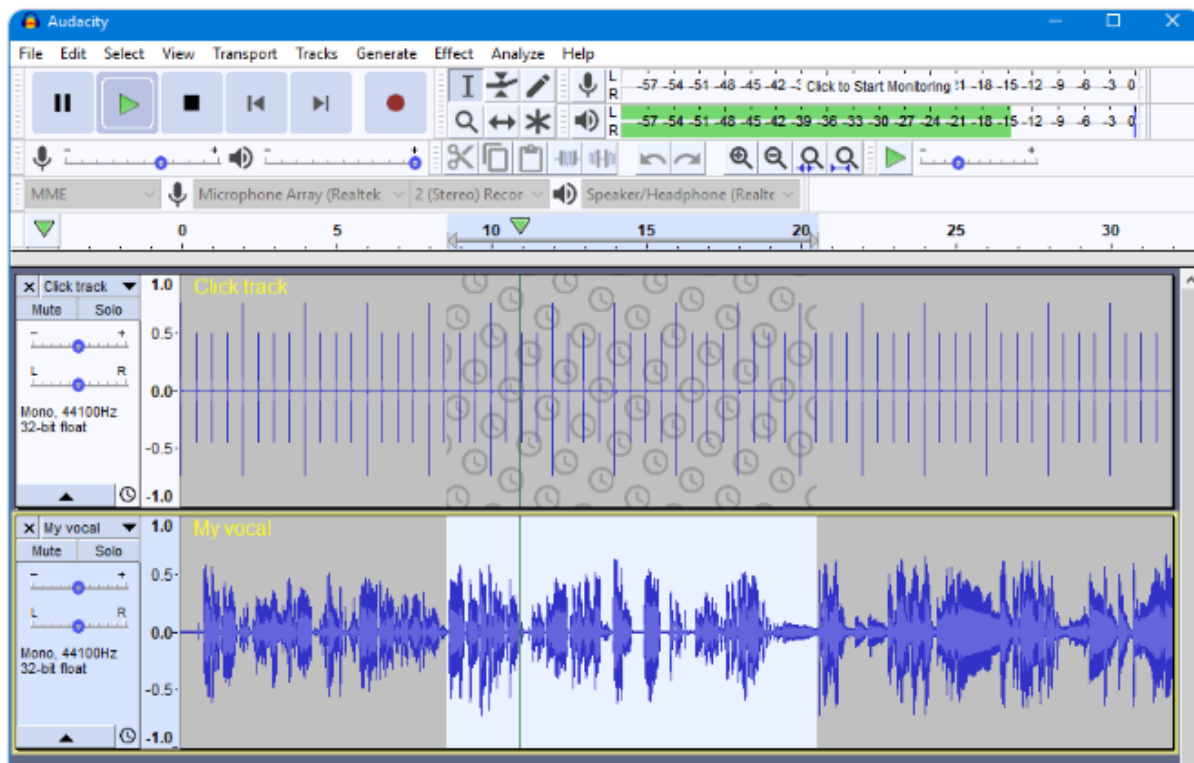 Audacity
File Edit Select View Transport Tracks Generate Effect Analyze Help
L
R
-57 -54 -51 -48 -45 -42 -3 Click to Start Monitoring !1 -18 -15 -12 -9 -6 -3 0
L
R
-57 -54 -51 -48 -45 -42 -39 -36 -33 -30 -27 -24 -21 -18 -15 -12 -9 -6 -3 0
- +
- +
- +
MME Microphone Array (Realtek 2 (Stereo) Recor Speaker/Headphone (Realte
0 5 10 15 20 25 30
X Click track
Mute Solo
- +
L R
Mono, 44100Hz
32-bit float
1.0
0.5
0.0
-0.5
-1.0
Click track
X My vocal
Mute Solo
- +
L R
Mono, 44100Hz
32-bit float
1.0
0.5
0.0
-0.5
-1.0
My vocal